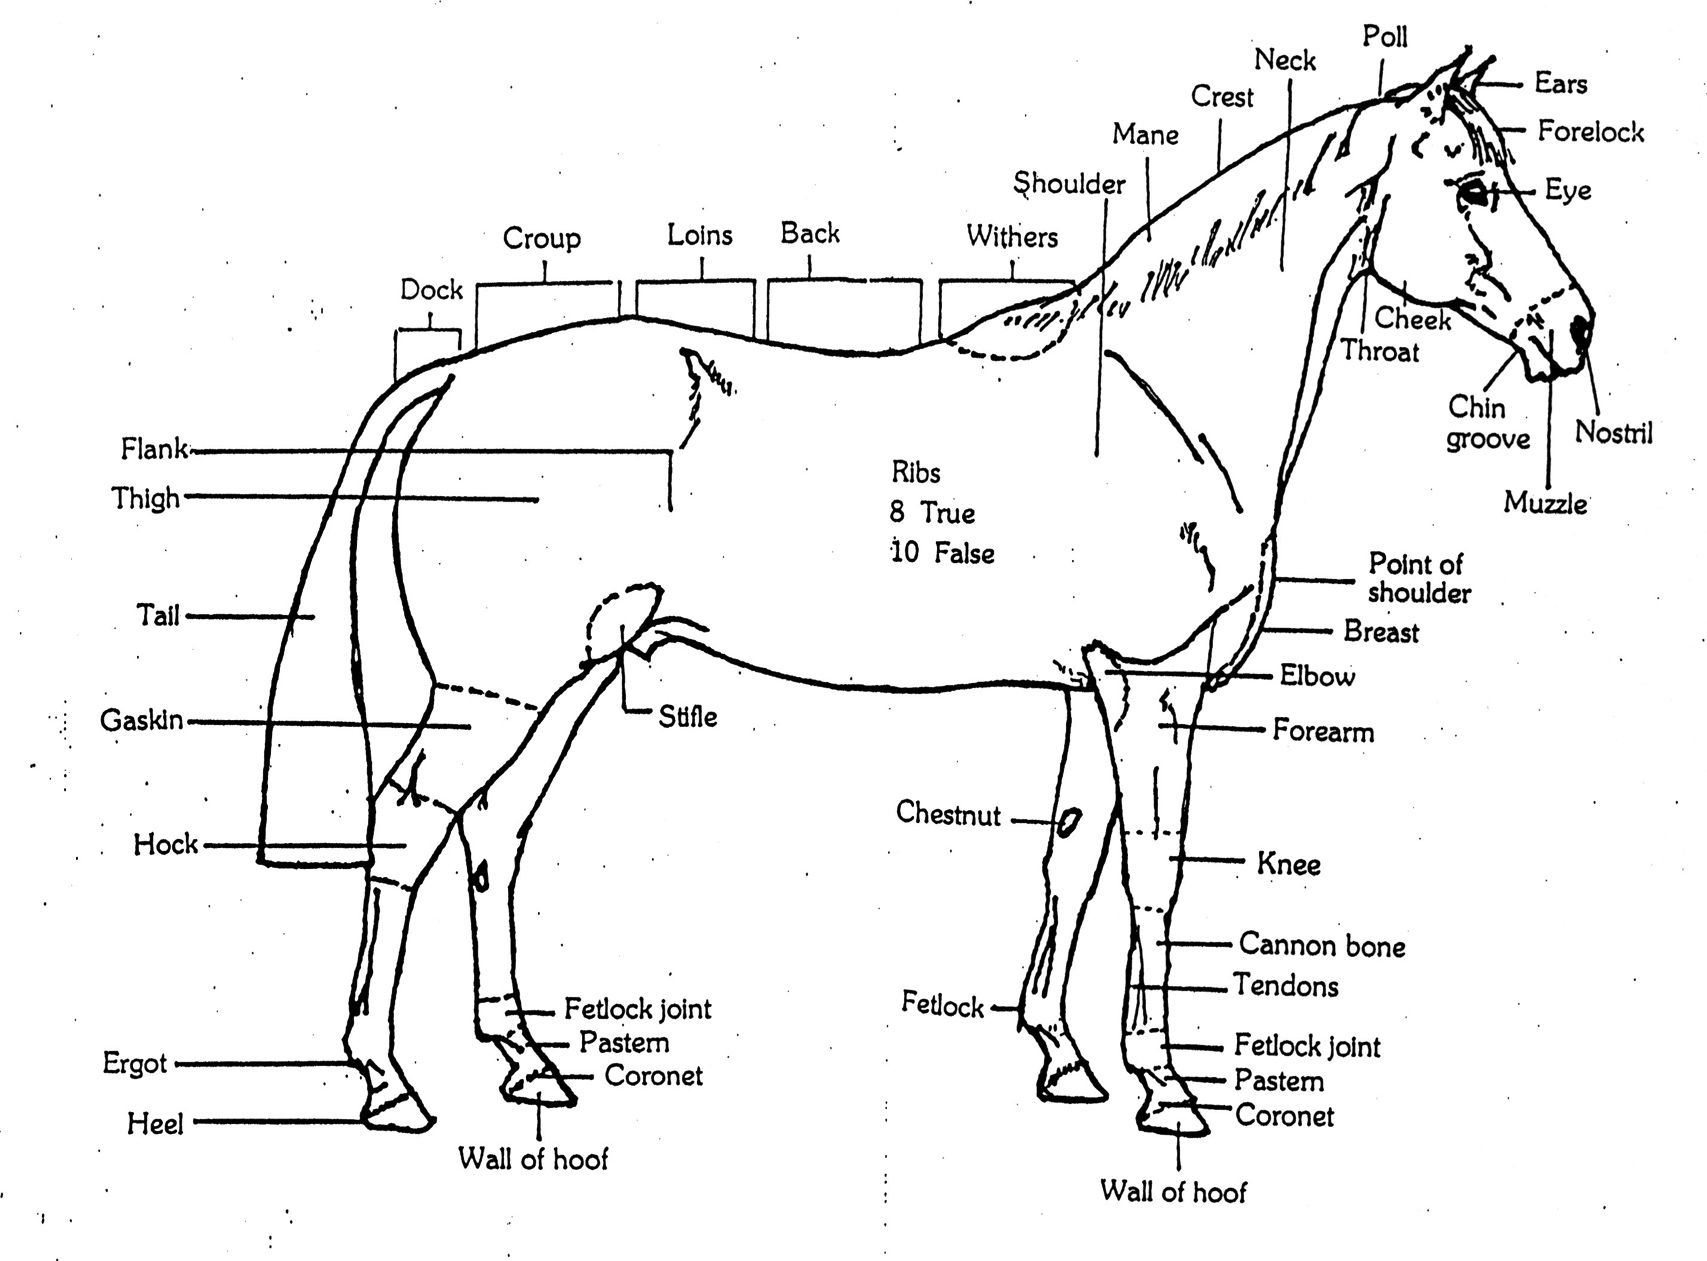 Poll
Neck
Ears
Crest
Forelock
Mane
Shoulder
Eye
Croup
Loins
Back
Withers
Dock
Cheek
Throat
Chin
groove
Nostril
Muzzle
Flank
Thigh
Ribs
8 True
10 False
Point of
shoulder
Tail
Breast
Elbow
Gaskin
Stifle
Forearm
Chestnut
Hock
Knee
Cannon bone
Tendons
Fetlock
Fetlock joint
Pastern
Coronet
Fetlock joint
Pastern
Coronet
Ergot
Heel
Wall of hoof
Wall of hoof